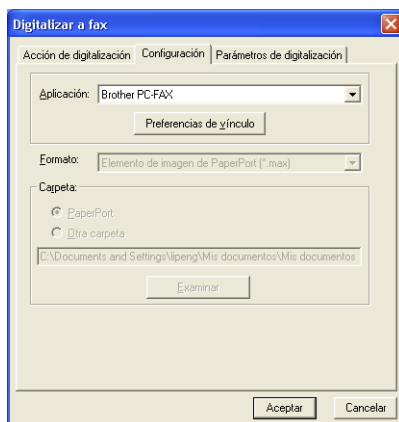 Digitalizar a fax
Acción de digitalización Configuración Parámetros de digitalización
Aplicación: Brother PC-FAX
Preferencias de vínculo
Formato: Elemento de imagen de PaperPort (*.max)
Carpeta:
PaperPort
Otra carpeta
C:\Documents and Settings\lipeng\Mis documentos\Mis documentos
Examinar
Aceptar Cancelar